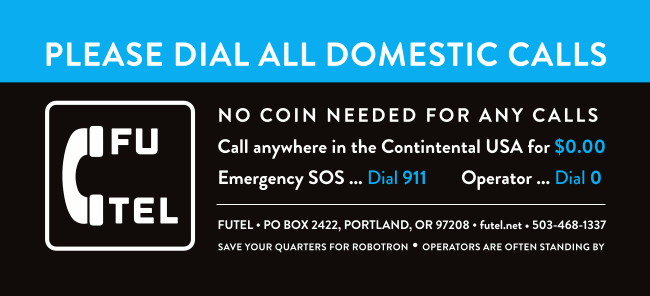 PLEASE DIAL ALL DOMESTIC CALLS
FU
TEL
NO COIN NEEDED FOR ANY CALLS
Call anywhere in the Contintental USA for $0.00
Emergency SOS ... Dial 911 Operator ... Dial 0
FUTEL • PO BOX 2422, PORTLAND, OR 97208 • futel.net • 503-468-1337
SAVE YOUR QUARTERS FOR ROBOTRON • OPERATORS ARE OFTEN STANDING BY